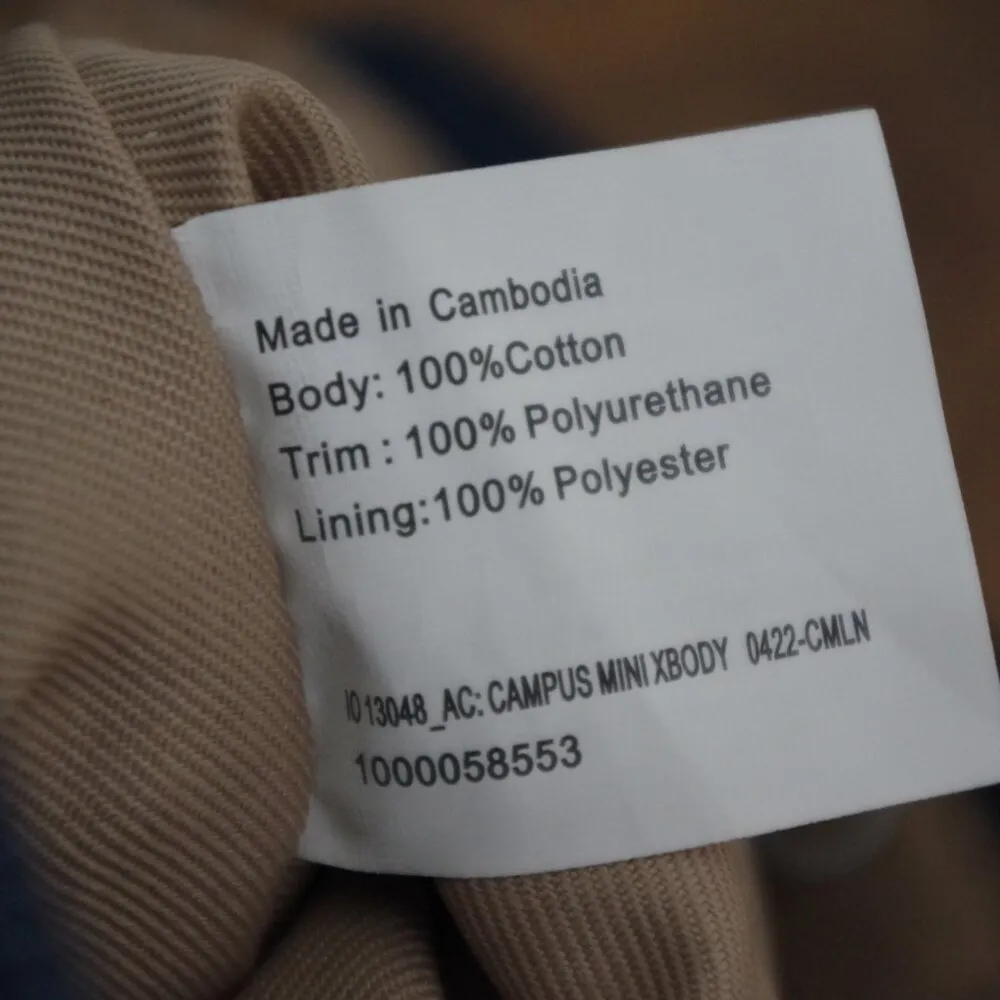 Made in Cambodia
Body: 100%Cotton
Trim : 100% Polyurethane
Lining:100% Polyester
IO 13048_AC: CAMPUS MINI XBODY 0422-CMLN
1000058553